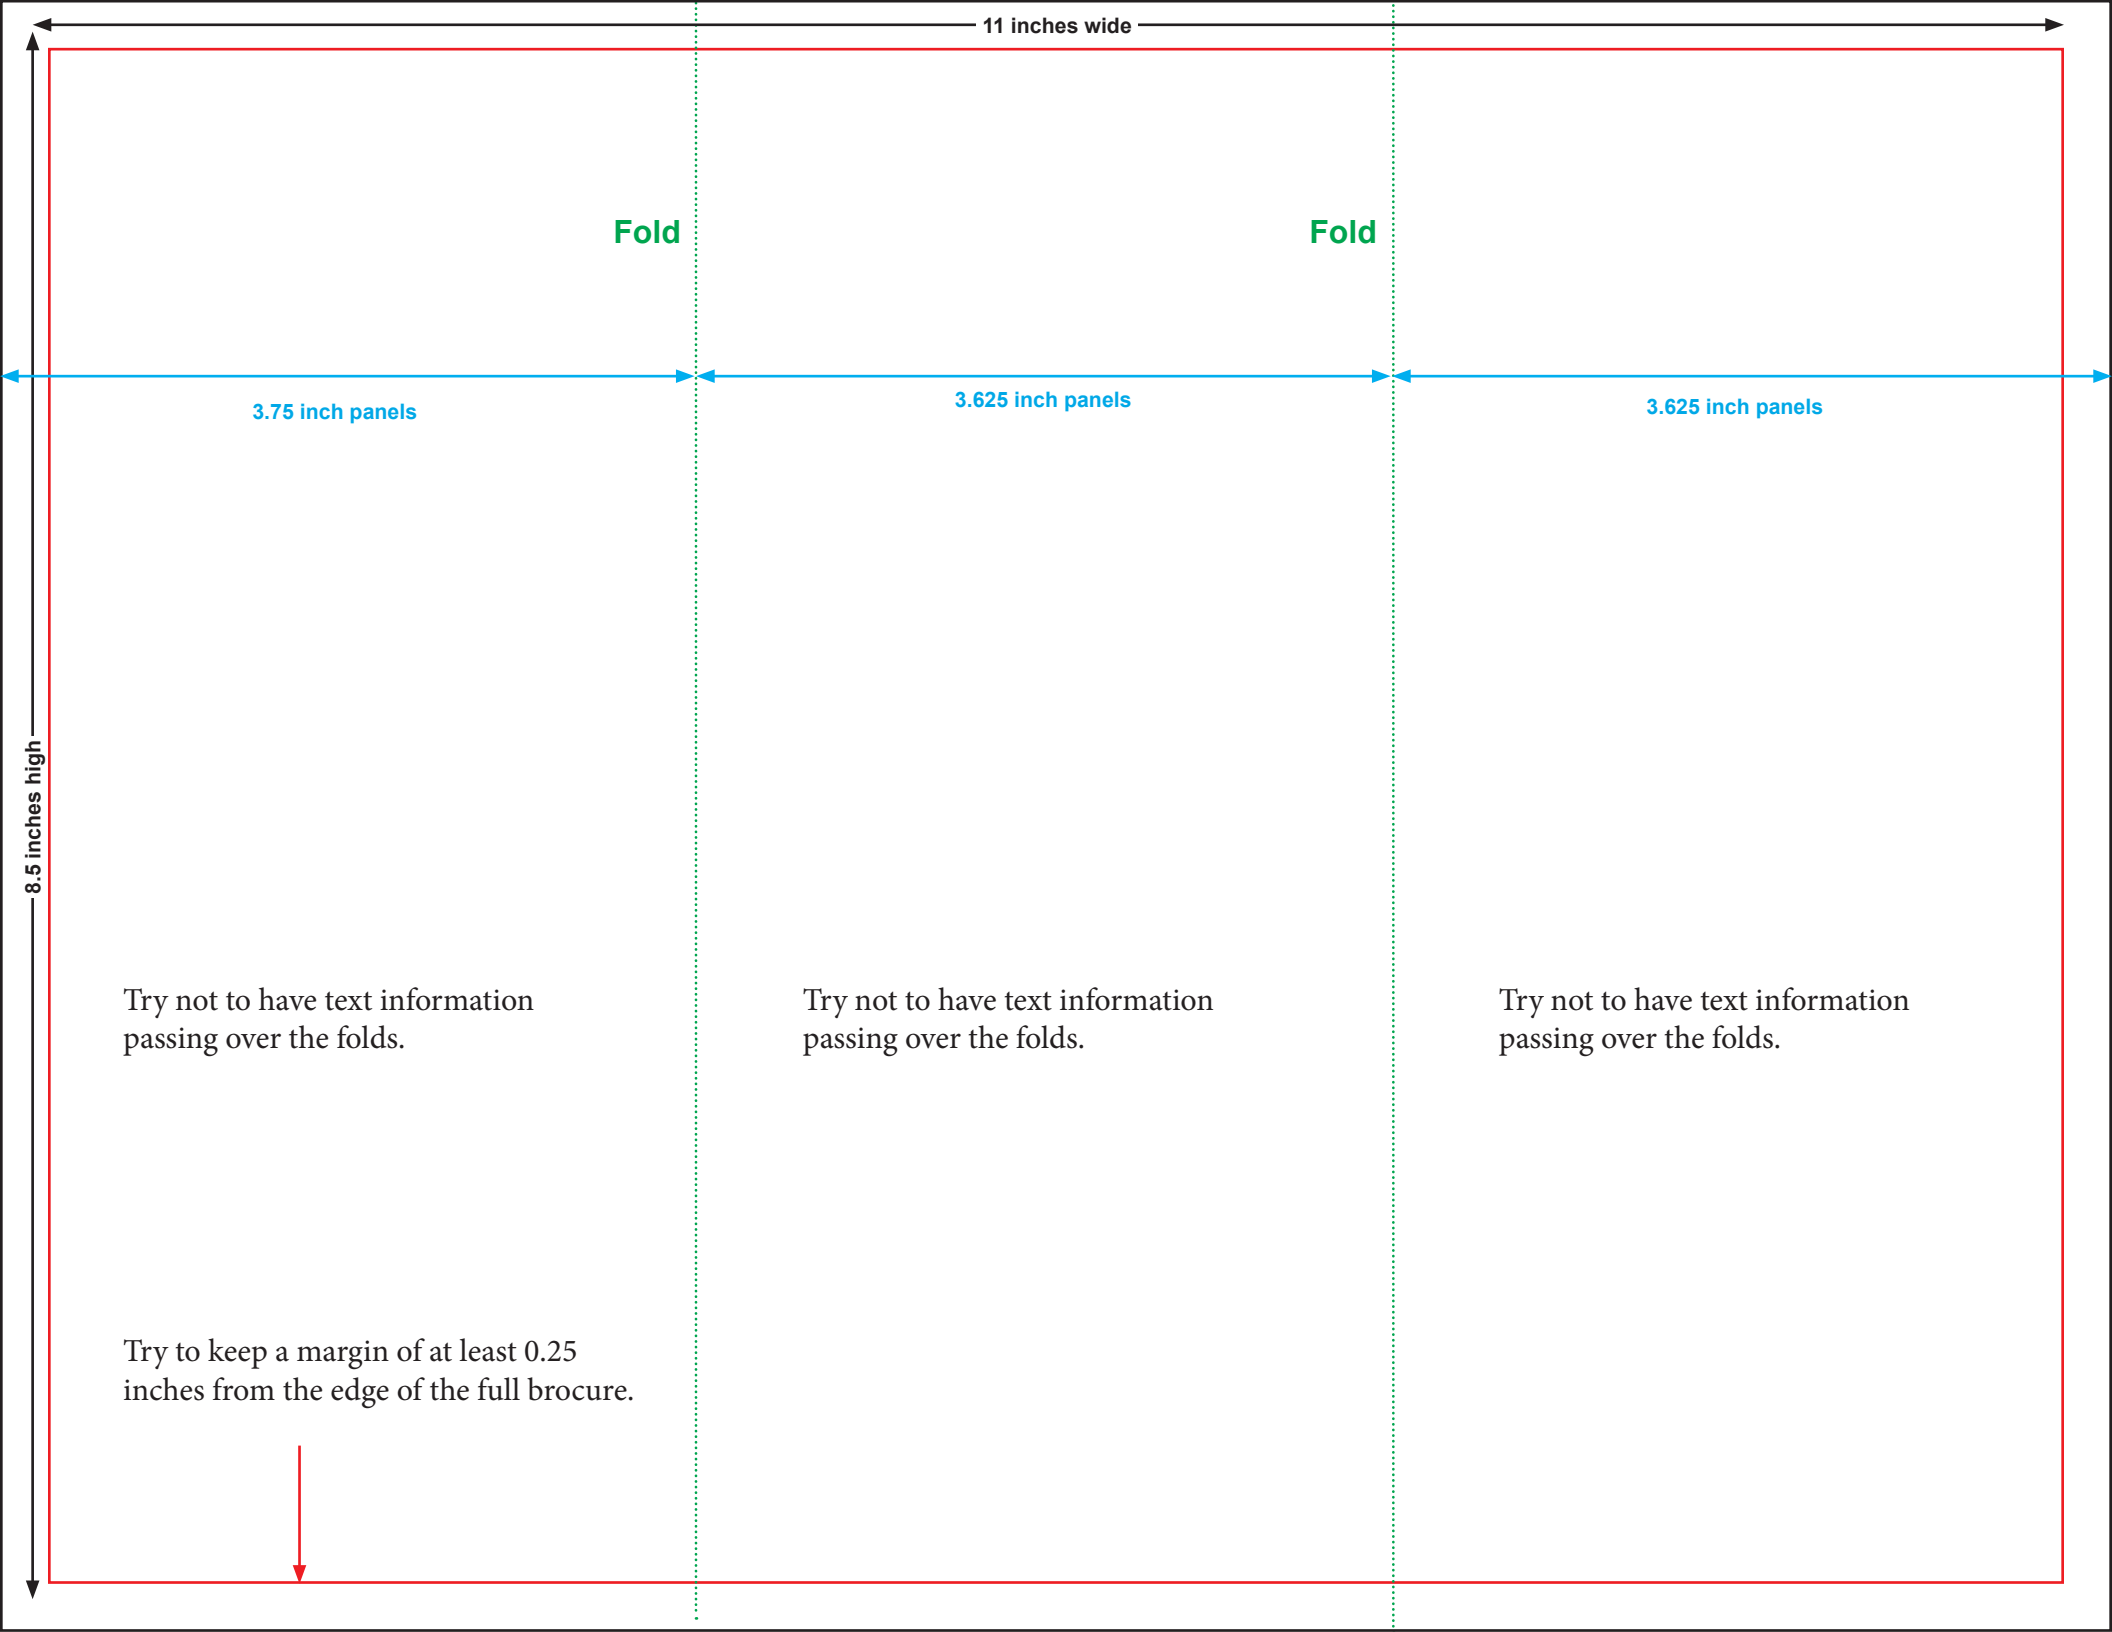 11 inches wide
Fold
Fold
3.75 inch panels
3.625 inch panels
3.625 inch panels
8.5 inches high
Try not to have text information
passing over the folds.
Try not to have text information
passing over the folds.
Try not to have text information
passing over the folds.
Try to keep a margin of at least 0.25
inches from the edge of the full brocure.